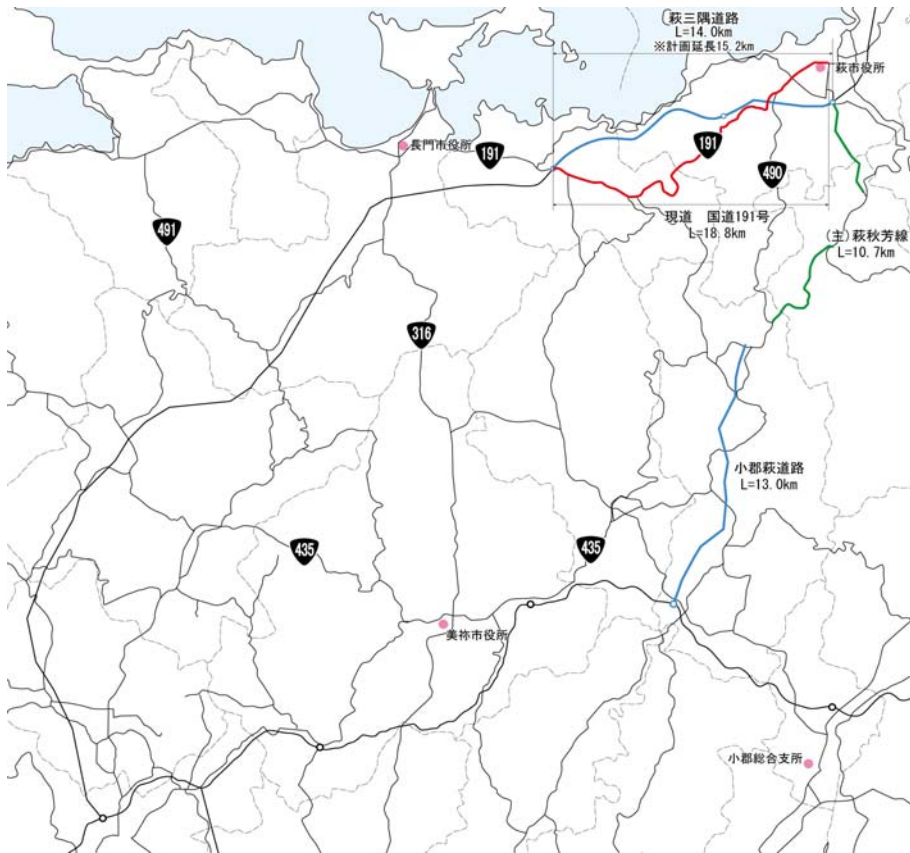 萩三隅道路
L=14.0km
※計画延長15.2km
萩市役所
長門市役所
191
191
490
491
現道　国道191号
L=18.8km
(主)萩秋芳線
L=10.7km
316
小郡萩道路
L=13.0km
435
435
美祢市役所
小郡総合支所